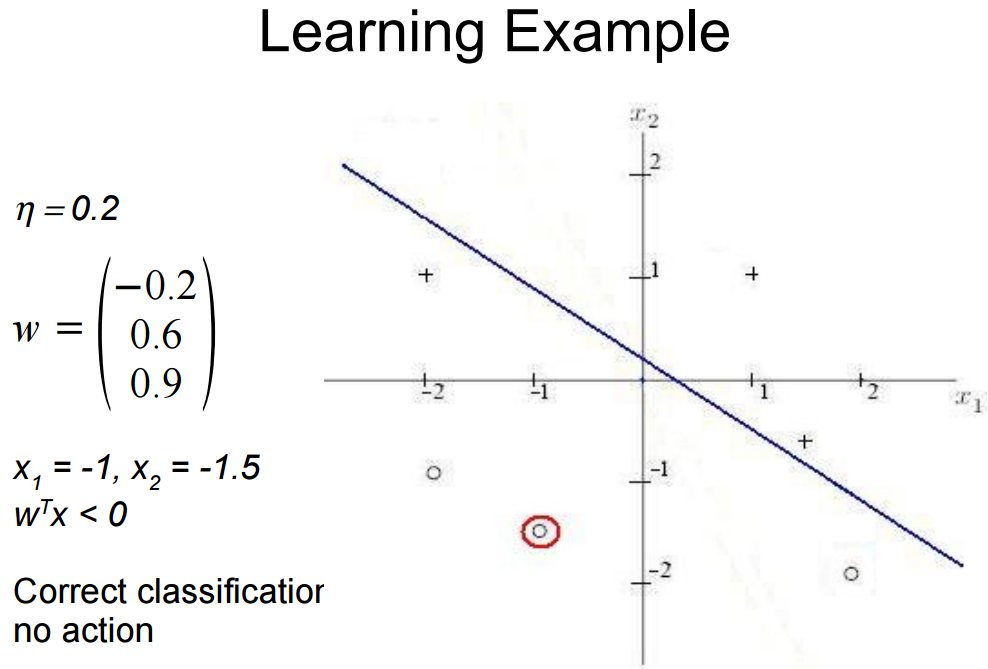 Learning Example
x2
2
η = 0.2
1
w = (−0.2
0.6
0.9)
-2 -1 1 2 x1
x1 = -1, x2 = -1.5
-1
wTx < 0
-2
Correct classification
no action